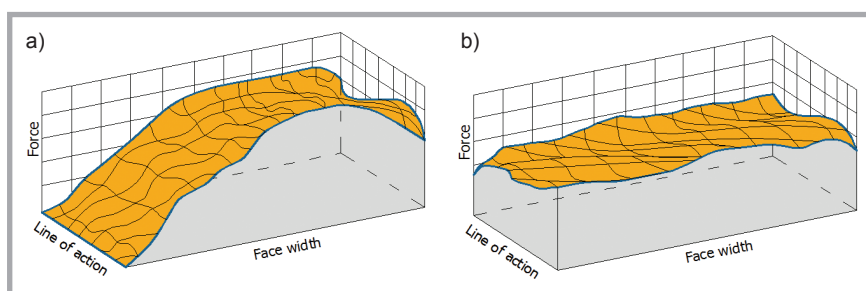 a)
Force
Line of action
Face width
b)
Force
Line of action
Face width